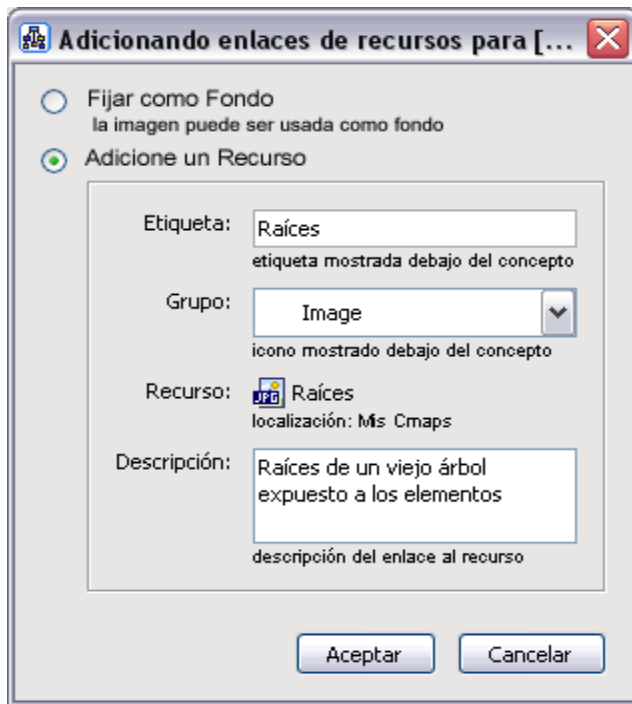 Adicionando enlaces de recursos para [...
Fijar como Fondo
la imagen puede ser usada como fondo
Adicione un Recurso
Etiqueta: Raíces
etiqueta mostrada debajo del concepto
Grupo: Image
icono mostrado debajo del concepto
Recurso: JPG Raíces
localización: Mis Cmaps
Descripción: Raíces de un viejo árbol
expuesto a los elementos
descripción del enlace al recurso
Aceptar Cancelar